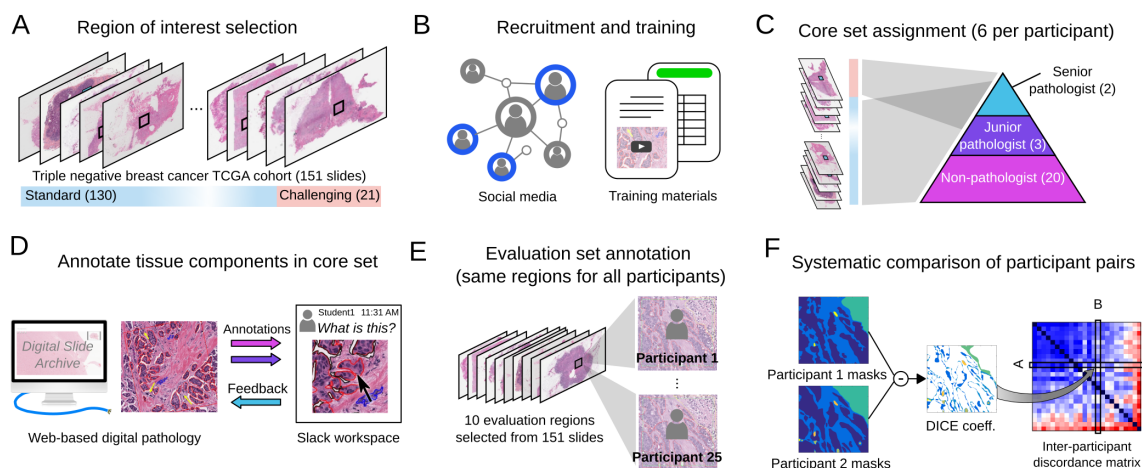 A
Region of interest selection
...
Triple negative breast cancer TCGA cohort (151 slides)
Standard (130)
Challenging (21)
B
Recruitment and training
Social media
Training materials
C
Core set assignment (6 per participant)
Senior
pathologist (2)
Junior
pathologist (3)
Non-pathologist (20)
D
Annotate tissue components in core set
Digital Slide
Archive
Annotations
Feedback
Student1 11:31 AM
What is this?
Web-based digital pathology
Slack workspace
E
Evaluation set annotation
(same regions for all participants)
Participant 1
...
Participant 25
10 evaluation regions
selected from 151 slides
F
Systematic comparison of participant pairs
Participant 1 masks
Participant 2 masks
-
DICE coeff.
B
A
Inter-participant
discordance matrix